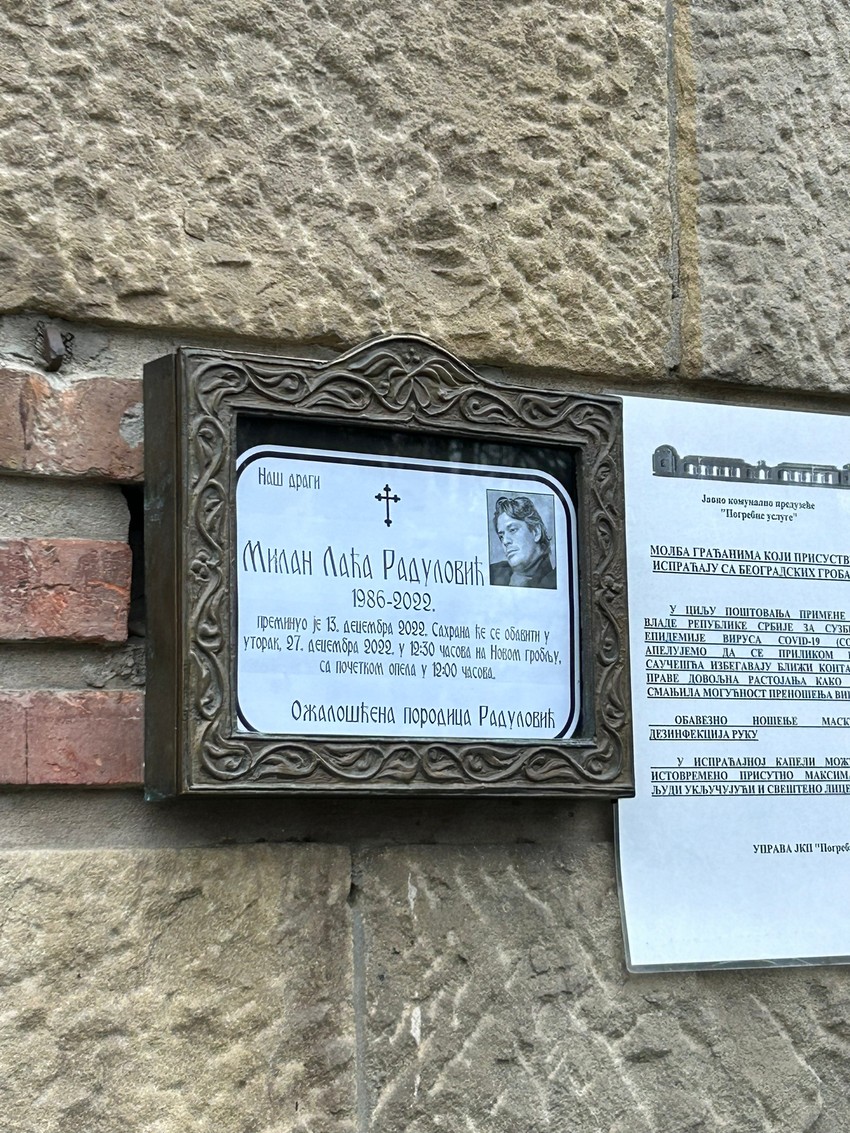 Наш драги
Милан Лаћа Радуловић
1986-2022.
преминуо је 13. децембра 2022. Сахрана ће се обавити у
уторак, 27. децембра 2022. у 12:30 часова на Новом гробљу,
са почетком опела у 12:00 часова.
Ожалошћена породица Радуловић
Јавно комунално предузеће
"Погребне услуге"
МОЛБА ГРАЂАНИМА КОЈИ ПРИСУСТВ
ИСПРАЋАЈУ СА БЕОГРАДСКИХ ГРОБА
У ЦИЉУ ПОШТОВАЊА ПРИМЕНЕ
ВЛАДЕ РЕПУБЛИКЕ СРБИЈЕ ЗА СУЗБ
ЕПИДЕМИЈЕ ВИРУСА COVID-19 (CO
АПЕЛУЈЕМО ДА СЕ ПРИЛИКОМ
САУЧЕШЋА ИЗБЕГАВАЈУ БЛИЖИ КОНТА
ПРАВЕ ДОВОЉНА РАСТОЈАЊА КАКО
СМАЊИЛА МОГУЋНОСТ ПРЕНОШЕЊА ВИ
ОБАВЕЗНО НОШЕЊЕ МАСК
ДЕЗИНФЕКЦИЈА РУКУ
У ИСПРАЋАЈНОЈ КАПЕЛИ МОЖ
ИСТОВРЕМЕНО ПРИСУТНО МАКСИМА
ЉУДИ УКЉУЧУЈУЋИ И СВЕШТЕНО ЛИЦЕ
УПРАВА ЈКП "Погреб